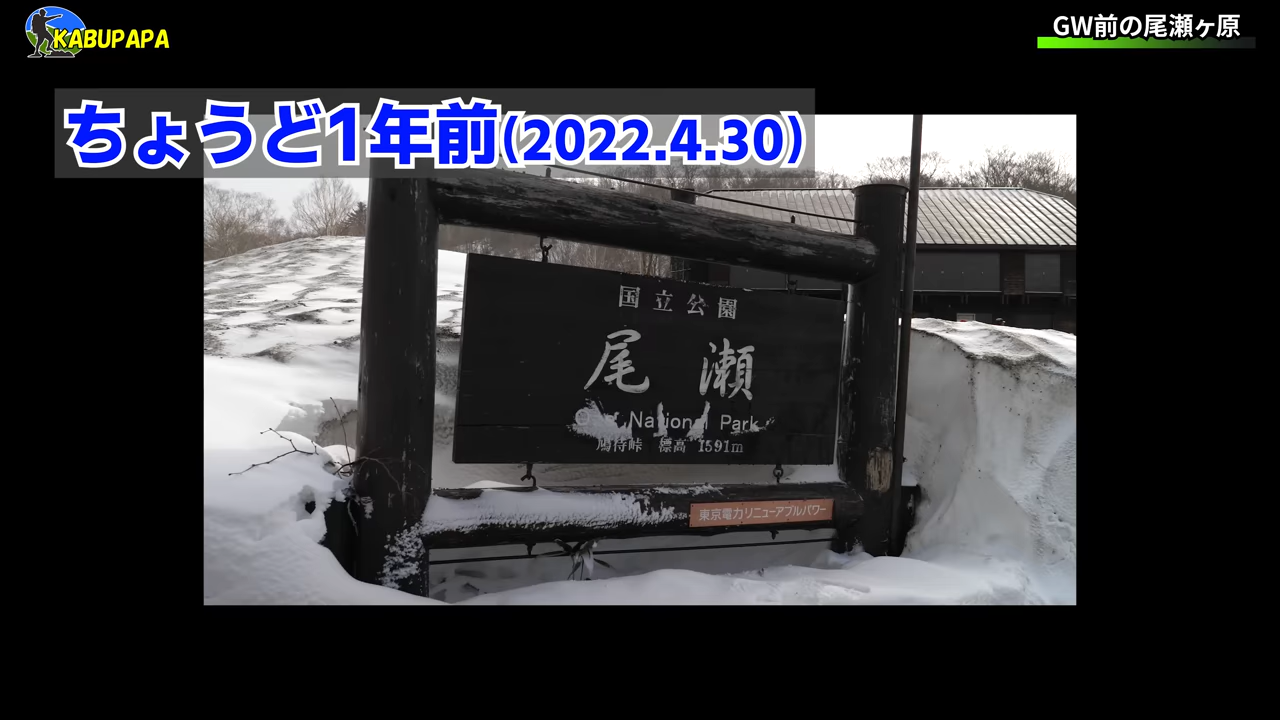 KABUPAPA
GW前の尾瀬ヶ原
ちょうど1年前(2022.4.30)
国立公園
尾瀬
National Park
鳩待峠 標高 1591m
東京電力リニューアブルパワー